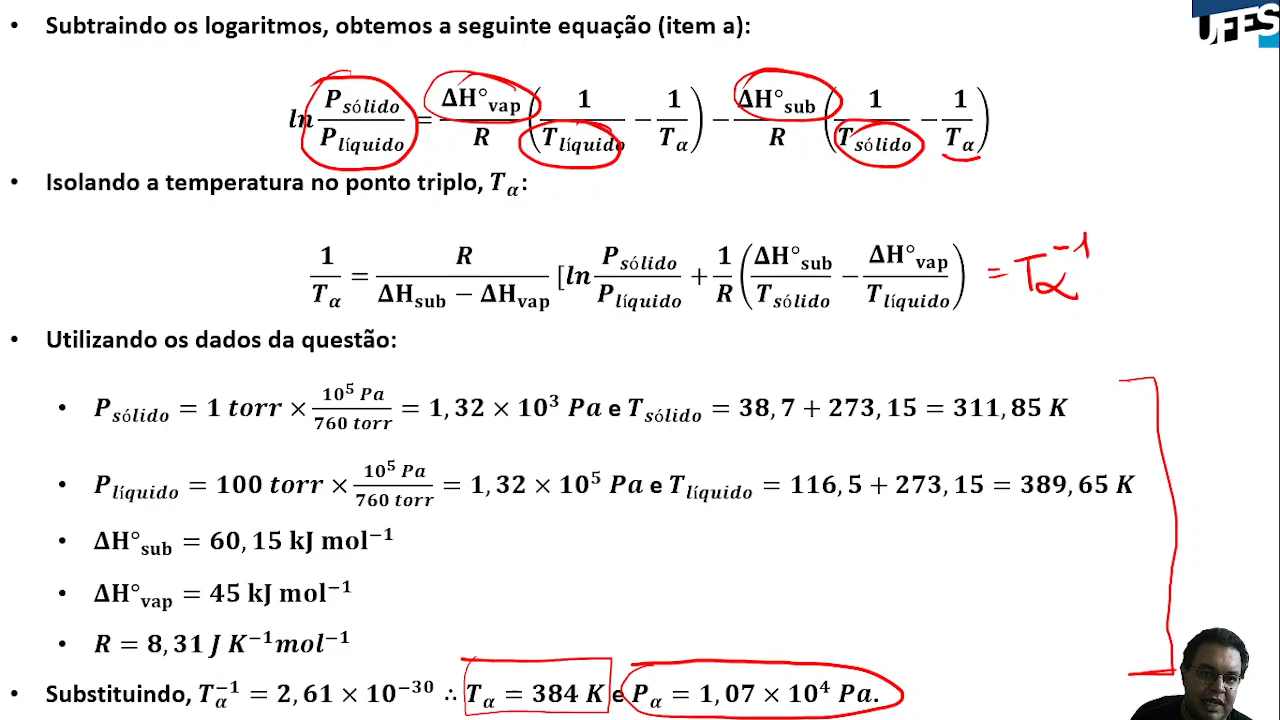 UFES
• Subtraindo os logaritmos, obtemos a seguinte equação (item a):
ln P_sólido/P_líquido = ΔH°_vap/R (1/T_líquido − 1/T_α) − ΔH°_sub/R (1/T_sólido − 1/T_α)
• Isolando a temperatura no ponto triplo, T_α:
1/T_α = R/(ΔH_sub − ΔH_vap) [ln P_sólido/P_líquido + 1/R (ΔH°_sub/T_sólido − ΔH°_vap/T_líquido) = T_α^−1
• Utilizando os dados da questão:
• P_sólido = 1 torr × 10^5 Pa/760 torr = 1,32 × 10^3 Pa e T_sólido = 38,7 + 273,15 = 311,85 K
• P_líquido = 100 torr × 10^5 Pa/760 torr = 1,32 × 10^5 Pa e T_líquido = 116,5 + 273,15 = 389,65 K
• ΔH°_sub = 60,15 kJ mol^−1
• ΔH°_vap = 45 kJ mol^−1
• R = 8,31 J K^−1 mol^−1
• Substituindo, T_α^−1 = 2,61 × 10^−30 ∴ T_α = 384 K e P_α = 1,07 × 10^4 Pa.